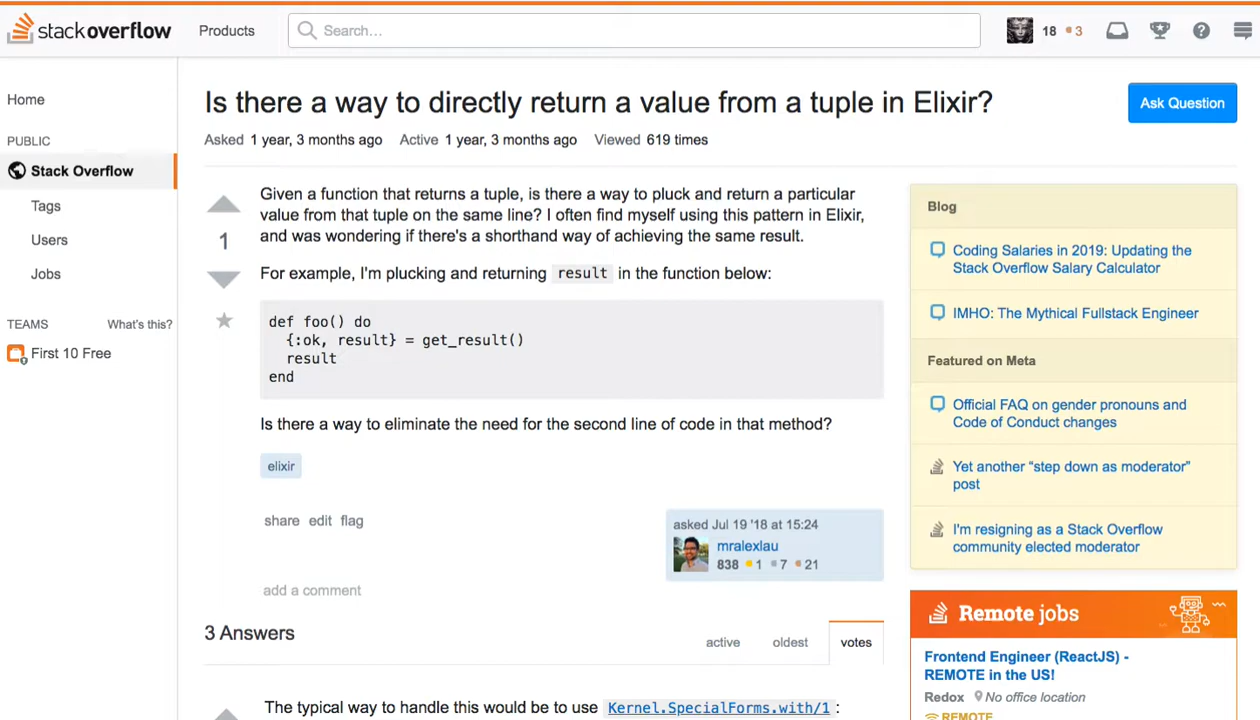 stackoverflow
Products
Search...
18 3
Home
PUBLIC
Stack Overflow
Tags
Users
Jobs
TEAMS What's this?
First 10 Free
Is there a way to directly return a value from a tuple in Elixir?
Ask Question
Asked 1 year, 3 months ago Active 1 year, 3 months ago Viewed 619 times
1
Given a function that returns a tuple, is there a way to pluck and return a particular
value from that tuple on the same line? I often find myself using this pattern in Elixir,
and was wondering if there's a shorthand way of achieving the same result.
For example, I'm plucking and returning result in the function below:
def foo() do
  {:ok, result} = get_result()
  result
end
Is there a way to eliminate the need for the second line of code in that method?
elixir
share edit flag
asked Jul 19 '18 at 15:24
mralexlau
838 1 7 21
add a comment
3 Answers
active oldest votes
The typical way to handle this would be to use Kernel.SpecialForms.with/1:
Blog
Coding Salaries in 2019: Updating the
Stack Overflow Salary Calculator
IMHO: The Mythical Fullstack Engineer
Featured on Meta
Official FAQ on gender pronouns and
Code of Conduct changes
Yet another “step down as moderator”
post
I'm resigning as a Stack Overflow
community elected moderator
Remote jobs
Frontend Engineer (ReactJS) -
REMOTE in the US!
Redox No office location
REMOTE